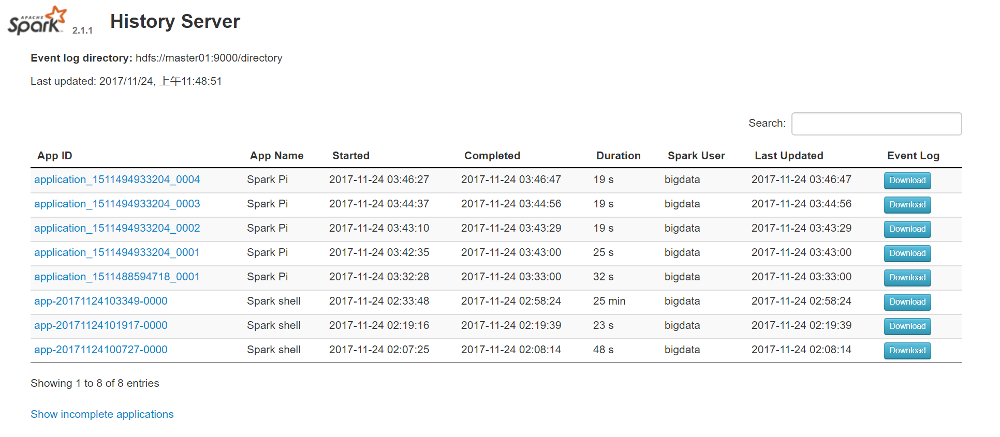 APACHE
Spark™ 2.1.1 History Server
Event log directory: hdfs://master01:9000/directory
Last updated: 2017/11/24, 上午11:48:51
Search:
App ID App Name Started Completed Duration Spark User Last Updated Event Log
application_1511494933204_0004 Spark Pi 2017-11-24 03:46:27 2017-11-24 03:46:47 19 s bigdata 2017-11-24 03:46:47 Download
application_1511494933204_0003 Spark Pi 2017-11-24 03:44:37 2017-11-24 03:44:56 19 s bigdata 2017-11-24 03:44:56 Download
application_1511494933204_0002 Spark Pi 2017-11-24 03:43:10 2017-11-24 03:43:29 19 s bigdata 2017-11-24 03:43:29 Download
application_1511494933204_0001 Spark Pi 2017-11-24 03:42:35 2017-11-24 03:43:00 25 s bigdata 2017-11-24 03:43:00 Download
application_1511488594718_0001 Spark Pi 2017-11-24 03:32:28 2017-11-24 03:33:00 32 s bigdata 2017-11-24 03:33:00 Download
app-20171124103349-0000 Spark shell 2017-11-24 02:33:48 2017-11-24 02:58:24 25 min bigdata 2017-11-24 02:58:24 Download
app-20171124101917-0000 Spark shell 2017-11-24 02:19:16 2017-11-24 02:19:39 23 s bigdata 2017-11-24 02:19:39 Download
app-20171124100727-0000 Spark shell 2017-11-24 02:07:25 2017-11-24 02:08:14 48 s bigdata 2017-11-24 02:08:14 Download
Showing 1 to 8 of 8 entries
Show incomplete applications